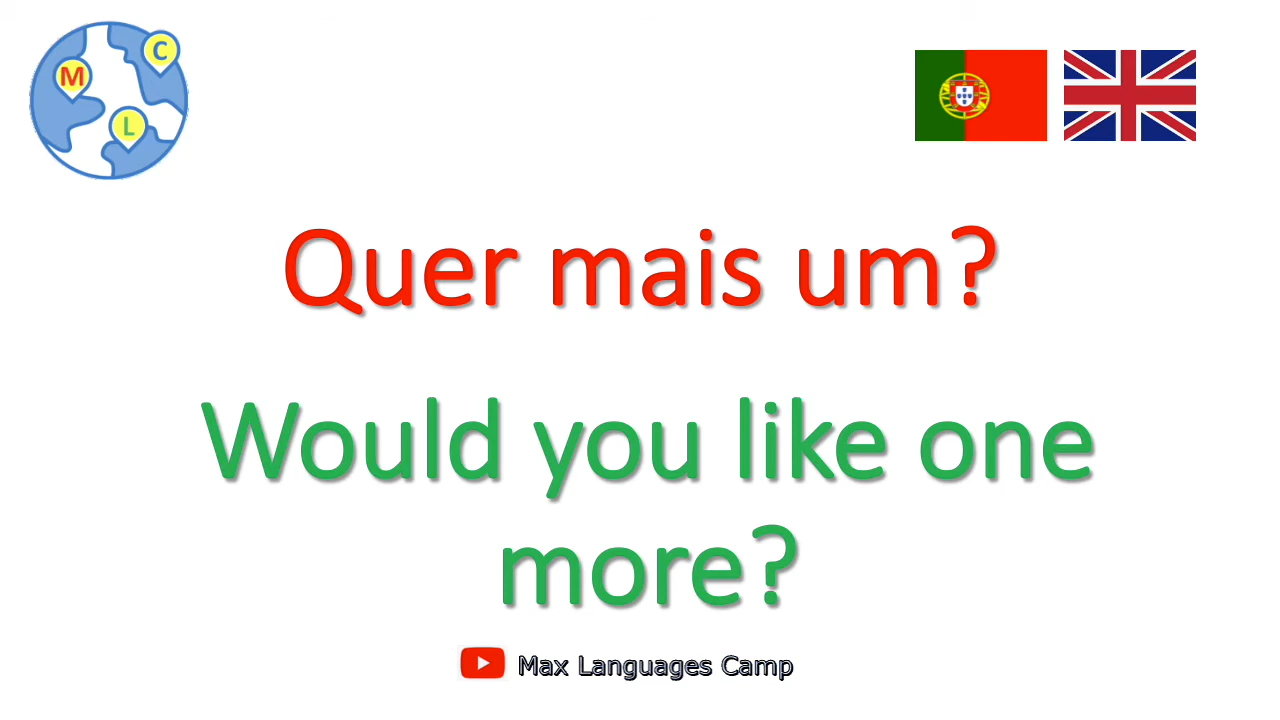 C
M
L
Quer mais um?
Would you like one
more?
Max Languages Camp